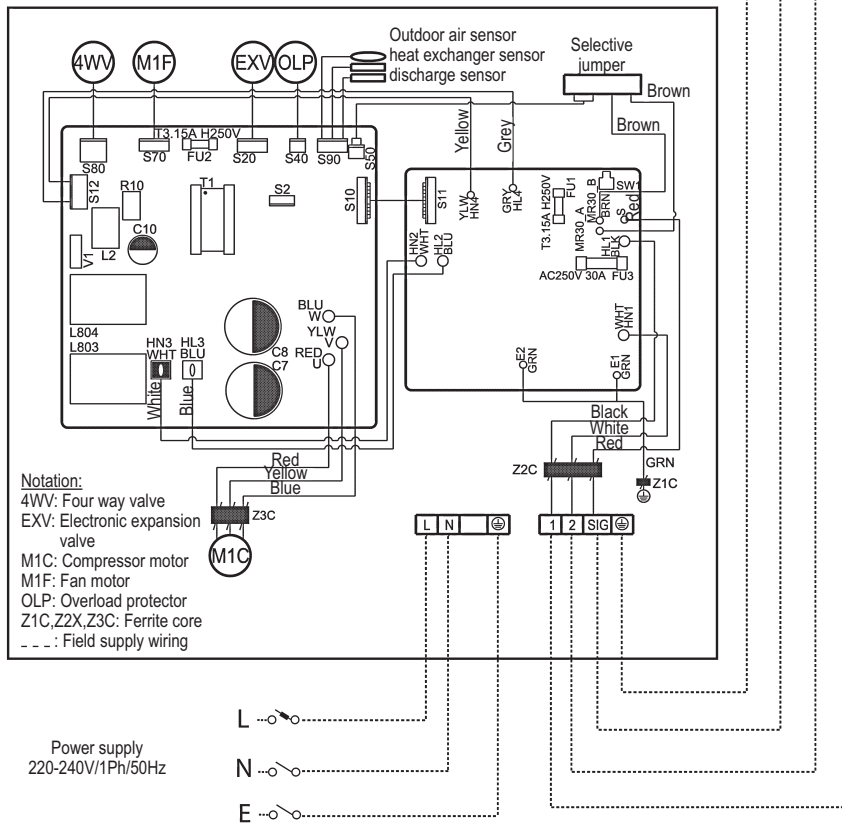 Outdoor air sensor
heat exchanger sensor
discharge sensor
Selective
jumper
4WV
M1F
EXV
OLP
Brown
Brown
Yellow
Grey
T3.15A H250V
FU2
S80
S70
S20
S40
S90
S50
S12
R10
T1
S2
S10
S11
V1
L2
C10
YLW
HN4
GRY
HL4
T3.15A H250V
FU1
MR30_A
MR30_B
BRN
SW1
S
Red
HL1
BLK
AC250V 30A FU3
HN2
WHT
HL2
BLU
WHT
HN1
L804
L803
HN3
WHT
HL3
BLU
C8
C7
BLU
W
YLW
V
RED
U
E2
GRN
E1
GRN
White
Blue
Black
White
Red
GRN
Z2C
Z1C
Red
Yellow
Blue
Z3C
M1C
Notation:
4WV: Four way valve
EXV: Electronic expansion
valve
M1C: Compressor motor
M1F: Fan motor
OLP: Overload protector
Z1C,Z2X,Z3C: Ferrite core
_ _ _ : Field supply wiring
L N
1 2 SIG
L
Power supply
220-240V/1Ph/50Hz
N
E